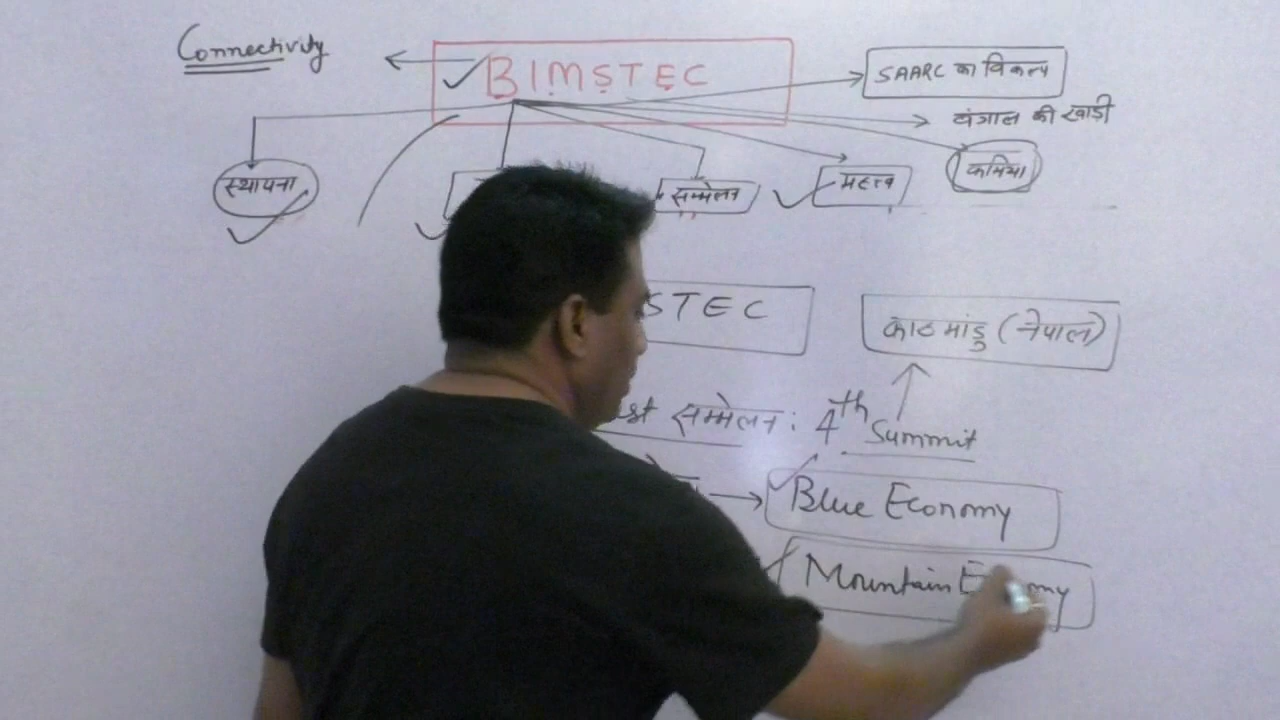 Connectivity
BIMSTEC
SAARC का विकल्प
बंगाल की खाडी
स्थापना
सम्मेलन
महत्व
कमिया
STEC
काठमांडु (नेपाल)
st सम्मेलन: 4th Summit
Blue Economy
Mountain